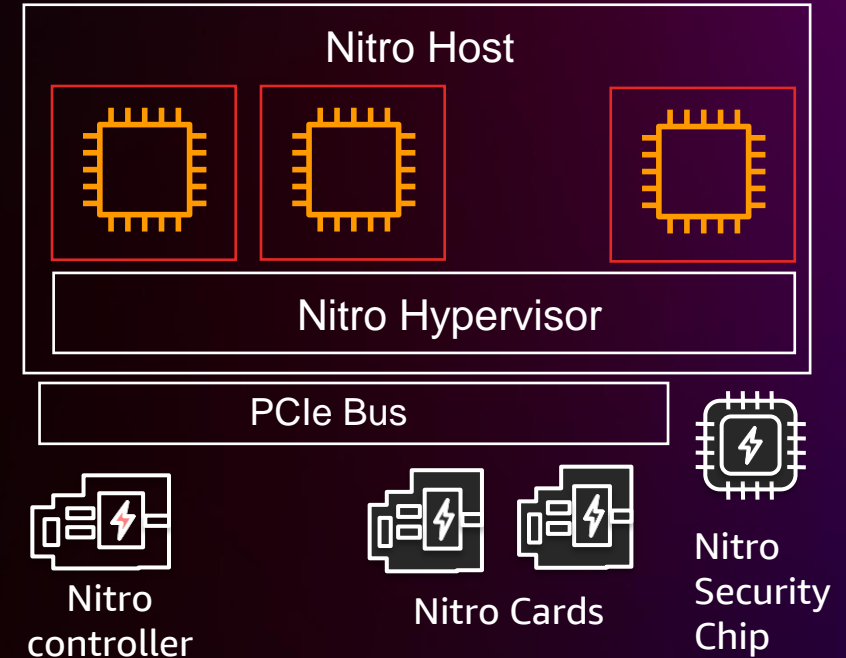 Nitro Host
Nitro Hypervisor
PCIe Bus
Nitro
controller
Nitro Cards
Nitro
Security
Chip